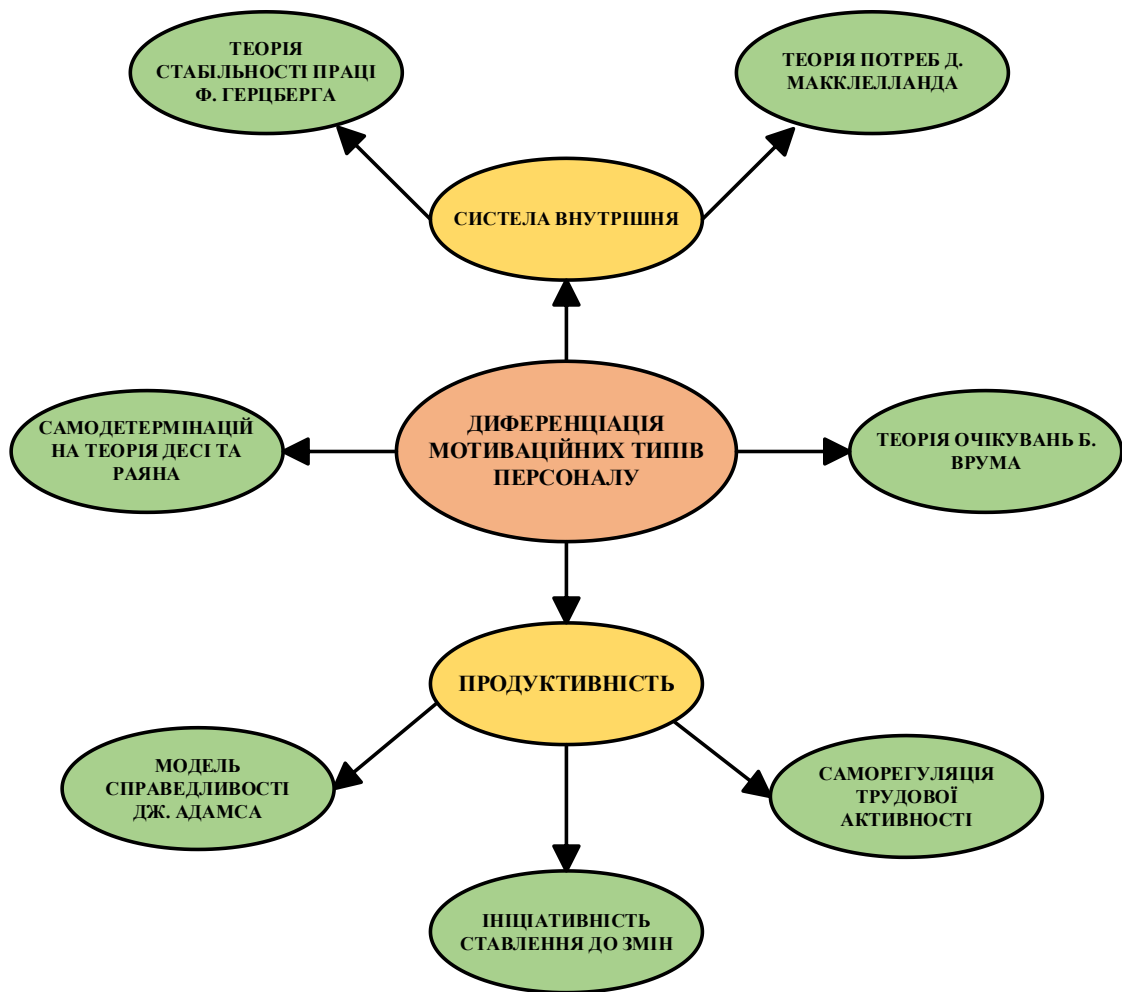 ТЕОРІЯ
СТАБІЛЬНОСТІ ПРАЦІ
Ф. ГЕРЦБЕРГА
ТЕОРІЯ ПОТРЕБ Д.
МАККЛЕЛЛАНДА
СИСТЕЛА ВНУТРІШНЯ
САМОДЕТЕРМІНАЦІЙ
НА ТЕОРІЯ ДЕСІ ТА
РАЯНА
ДИФЕРЕНЦІАЦІЯ
МОТИВАЦІЙНИХ ТИПІВ
ПЕРСОНАЛУ
ТЕОРІЯ ОЧІКУВАНЬ Б.
ВРУМА
ПРОДУКТИВНІСТЬ
МОДЕЛЬ
СПРАВЕДЛИВОСТІ
ДЖ. АДАМСА
САМОРЕГУЛЯЦІЯ
ТРУДОВОЇ
АКТИВНОСТІ
ІНІЦІАТИВНІСТЬ
СТАВЛЕННЯ ДО ЗМІН